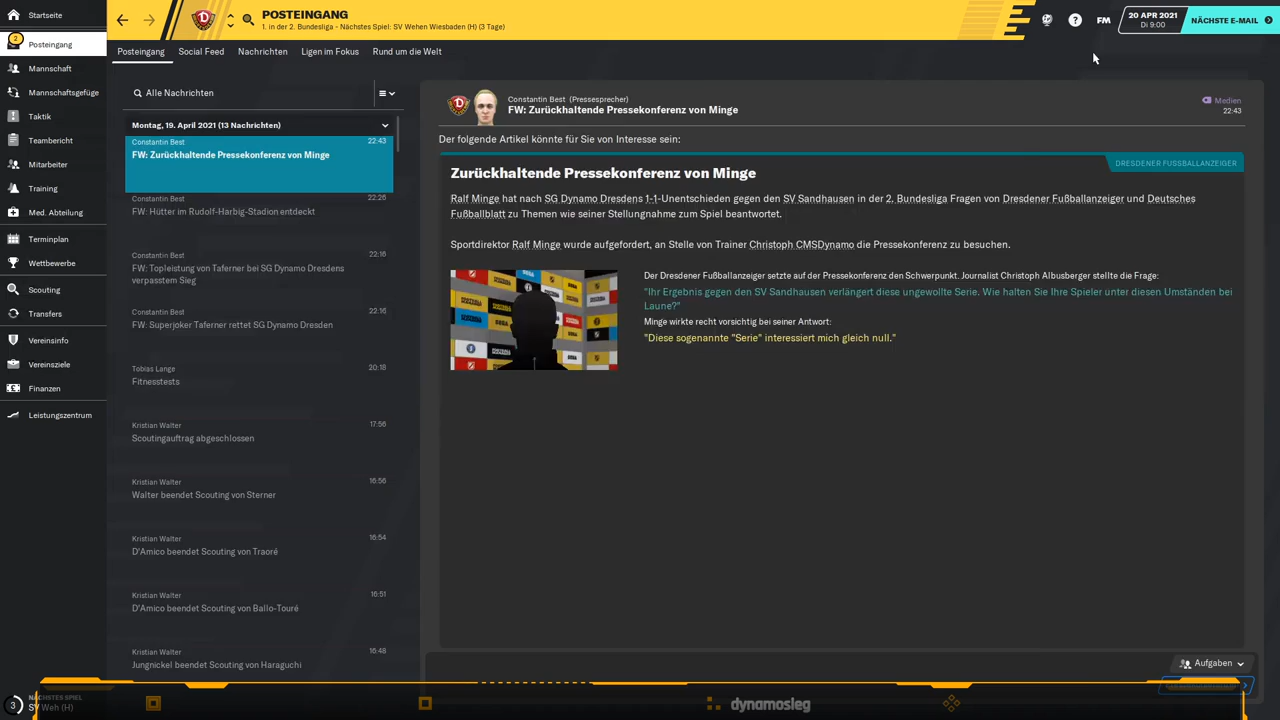 Startseite
2
Posteingang
Mannschaft
Mannschaftsgefüge
Taktik
Teambericht
Mitarbeiter
Training
Med. Abteilung
Terminplan
Wettbewerbe
Scouting
Transfers
Vereinsinfo
Vereinsziele
Finanzen
Leistungszentrum
POSTEINGANG
1. in der 2. Bundesliga - Nächstes Spiel: SV Wehen Wiesbaden (H) (3 Tage)
FM
20 APR 2021
Di 9:00
NÄCHSTE E-MAIL
Posteingang Social Feed Nachrichten Ligen im Fokus Rund um die Welt
Alle Nachrichten
Montag, 19. April 2021 (13 Nachrichten)
Constantin Best 22:43
FW: Zurückhaltende Pressekonferenz von Minge
Constantin Best 22:26
FW: Hütter im Rudolf-Harbig-Stadion entdeckt
Constantin Best 22:16
FW: Topleistung von Taferner bei SG Dynamo Dresdens
verpasstem Sieg
Constantin Best 22:16
FW: Superjoker Taferner rettet SG Dynamo Dresden
Tobias Lange 20:18
Fitnesstests
Kristian Walter 17:56
Scoutingauftrag abgeschlossen
Kristian Walter 16:56
Walter beendet Scouting von Sterner
Kristian Walter 16:54
D'Amico beendet Scouting von Traoré
Kristian Walter 16:51
D'Amico beendet Scouting von Ballo-Touré
Kristian Walter 16:48
Jungnickel beendet Scouting von Haraguchi
Constantin Best (Pressesprecher)
FW: Zurückhaltende Pressekonferenz von Minge
Medien
22:43
Der folgende Artikel könnte für Sie von Interesse sein:
DRESDENER FUSSBALLANZEIGER
Zurückhaltende Pressekonferenz von Minge
Ralf Minge hat nach SG Dynamo Dresdens 1-1-Unentschieden gegen den SV Sandhausen in der 2. Bundesliga Fragen von Dresdener Fußballanzeiger und Deutsches
Fußballblatt zu Themen wie seiner Stellungnahme zum Spiel beantwortet.
Sportdirektor Ralf Minge wurde aufgefordert, an Stelle von Trainer Christoph CMSDynamo die Pressekonferenz zu besuchen.
Der Dresdener Fußballanzeiger setzte auf der Pressekonferenz den Schwerpunkt. Journalist Christoph Albusberger stellte die Frage:
"Ihr Ergebnis gegen den SV Sandhausen verlängert diese ungewollte Serie. Wie halten Sie Ihre Spieler unter diesen Umständen bei
Laune?"
Minge wirkte recht vorsichtig bei seiner Antwort:
"Diese sogenannte "Serie" interessiert mich gleich null."
Aufgaben
3
NÄCHSTES SPIEL
SV Weh (H)
dynamosleg